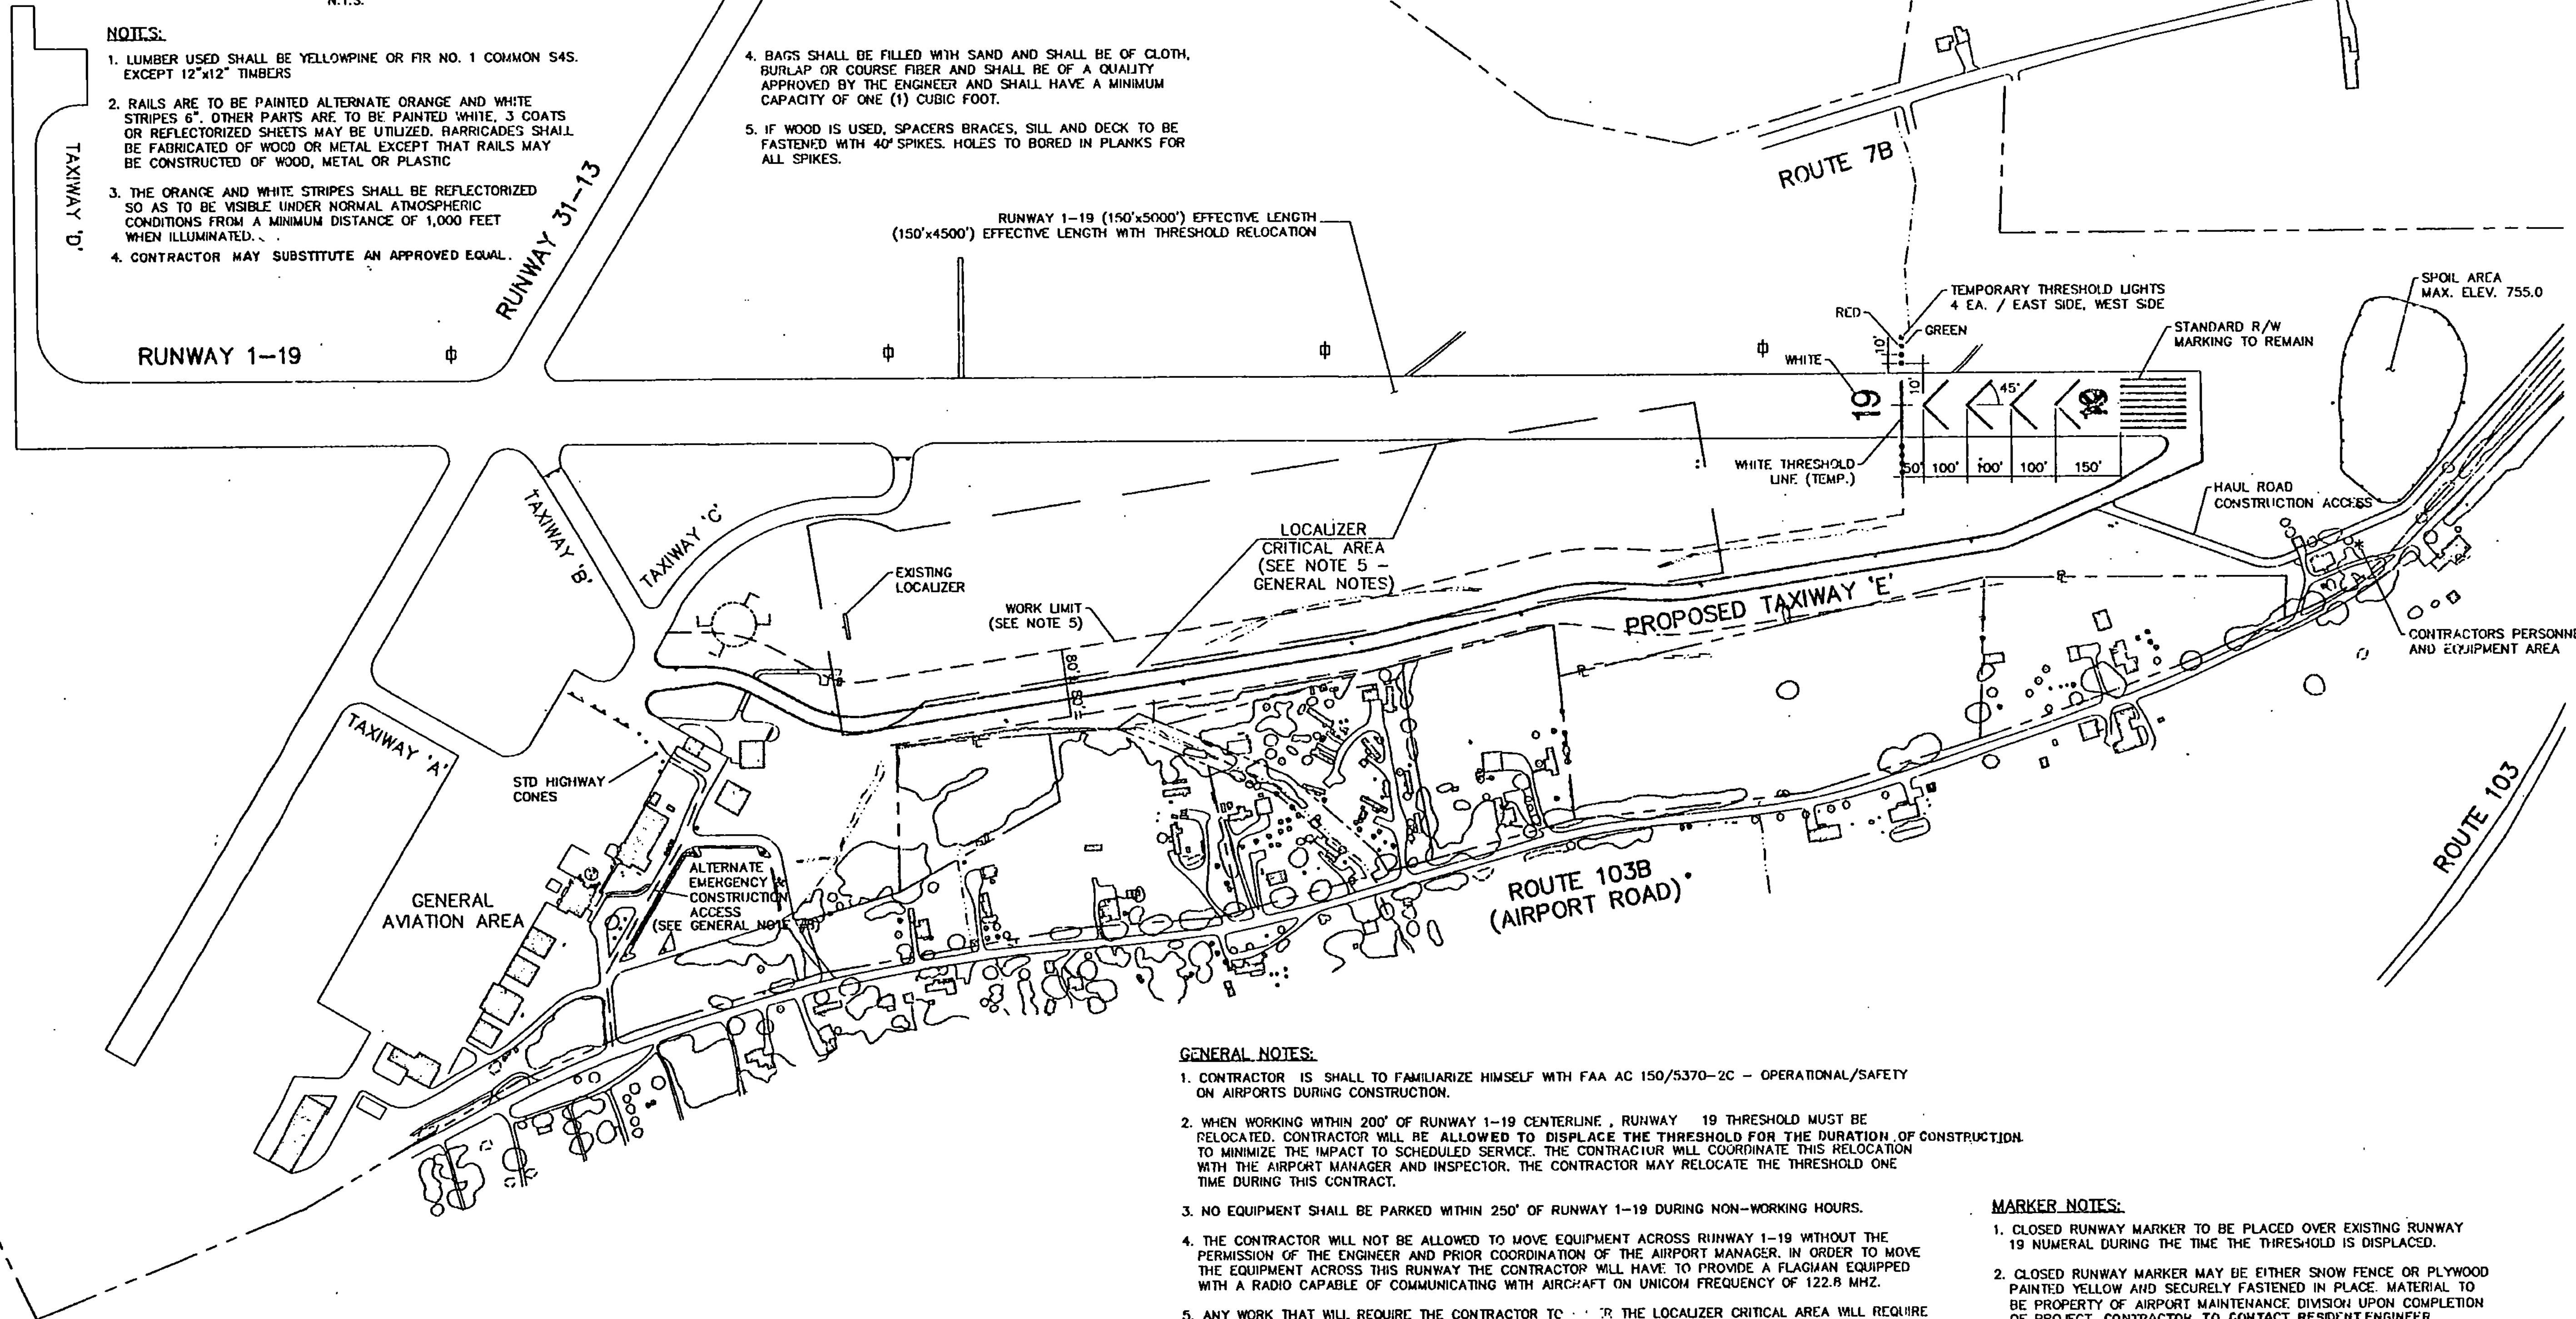 N.T.S.
NOTES:
1. LUMBER USED SHALL BE YELLOWPINE OR FIR NO. 1 COMMON S4S.
EXCEPT 12"x12" TIMBERS
2. RAILS ARE TO BE PAINTED ALTERNATE ORANGE AND WHITE
STRIPES 6". OTHER PARTS ARE TO BE PAINTED WHITE, 3 COATS
OR REFLECTORIZED SHEETS MAY BE UTILIZED. BARRICADES SHALL
BE FABRICATED OF WOOD OR METAL EXCEPT THAT RAILS MAY
BE CONSTRUCTED OF WOOD, METAL OR PLASTIC
3. THE ORANGE AND WHITE STRIPES SHALL BE REFLECTORIZED
SO AS TO BE VISIBLE UNDER NORMAL ATMOSPHERIC
CONDITIONS FROM A MINIMUM DISTANCE OF 1,000 FEET
WHEN ILLUMINATED.
4. CONTRACTOR MAY SUBSTITUTE AN APPROVED EQUAL.
4. BAGS SHALL BE FILLED WITH SAND AND SHALL BE OF CLOTH,
BURLAP OR COURSE FIBER AND SHALL BE OF A QUALITY
APPROVED BY THE ENGINEER AND SHALL HAVE A MINIMUM
CAPACITY OF ONE (1) CUBIC FOOT.
5. IF WOOD IS USED, SPACERS BRACES, SILL AND DECK TO BE
FASTENED WITH 40ᵈ SPIKES. HOLES TO BORED IN PLANKS FOR
ALL SPIKES.
TAXIWAY 'D'
RUNWAY 31-13
RUNWAY 1-19
RUNWAY 1-19 (150'x5000') EFFECTIVE LENGTH
(150'x4500') EFFECTIVE LENGTH WITH THRESHOLD RELOCATION
ROUTE 7B
TEMPORARY THRESHOLD LIGHTS
4 EA. / EAST SIDE, WEST SIDE
RED
GREEN
WHITE
10'
10'
STANDARD R/W
MARKING TO REMAIN
SPOIL AREA
MAX. ELEV. 755.0
19
45°
19
WHITE THRESHOLD
LINE (TEMP.)
50' 100' 100' 100' 150'
HAUL ROAD
CONSTRUCTION ACCESS
TAXIWAY 'B'
TAXIWAY 'C'
EXISTING
LOCALIZER
LOCALIZER
CRITICAL AREA
(SEE NOTE 5 -
GENERAL NOTES)
WORK LIMIT
(SEE NOTE 5)
80'±
80'±
PROPOSED TAXIWAY 'E'
CONTRACTORS PERSONNE
AND EQUIPMENT AREA
TAXIWAY 'A'
STD HIGHWAY
CONES
GENERAL
AVIATION AREA
ALTERNATE
EMERGENCY &
CONSTRUCTION
ACCESS
(SEE GENERAL NOTE
ROUTE 103B
(AIRPORT ROAD)
ROUTE 103
GENERAL NOTES:
1. CONTRACTOR IS SHALL TO FAMILIARIZE HIMSELF WITH FAA AC 150/5370-2C - OPERATIONAL/SAFETY
ON AIRPORTS DURING CONSTRUCTION.
2. WHEN WORKING WITHIN 200' OF RUNWAY 1-19 CENTERLINE , RUNWAY 19 THRESHOLD MUST BE
RELOCATED. CONTRACTOR WILL BE ALLOWED TO DISPLACE THE THRESHOLD FOR THE DURATION OF CONSTRUCTION
TO MINIMIZE THE IMPACT TO SCHEDULED SERVICE. THE CONTRACTOR WILL COORDINATE THIS RELOCATION
WITH THE AIRPORT MANAGER AND INSPECTOR. THE CONTRACTOR MAY RELOCATE THE THRESHOLD ONE
TIME DURING THIS CONTRACT.
3. NO EQUIPMENT SHALL BE PARKED WITHIN 250' OF RUNWAY 1-19 DURING NON-WORKING HOURS.
4. THE CONTRACTOR WILL NOT BE ALLOWED TO MOVE EQUIPMENT ACROSS RUNWAY 1-19 WITHOUT THE
PERMISSION OF THE ENGINEER AND PRIOR COORDINATION OF THE AIRPORT MANAGER. IN ORDER TO MOVE
THE EQUIPMENT ACROSS THIS RUNWAY THE CONTRACTOR WILL HAVE TO PROVIDE A FLAGMAN EQUIPPED
WITH A RADIO CAPABLE OF COMMUNICATING WITH AIRCRAFT ON UNICOM FREQUENCY OF 122.8 MHZ.
5. ANY WORK THAT WILL REQUIRE THE CONTRACTOR TO THE LOCALIZER CRITICAL AREA WILL REQUIRE
MARKER NOTES:
1. CLOSED RUNWAY MARKER TO BE PLACED OVER EXISTING RUNWAY
19 NUMERAL DURING THE TIME THE THRESHOLD IS DISPLACED.
2. CLOSED RUNWAY MARKER MAY BE EITHER SNOW FENCE OR PLYWOOD
PAINTED YELLOW AND SECURELY FASTENED IN PLACE. MATERIAL TO
BE PROPERTY OF AIRPORT MAINTENANCE DIVISION UPON COMPLETION
OF PROJECT. CONTRACTOR TO CONTACT RESIDENT ENGINEER